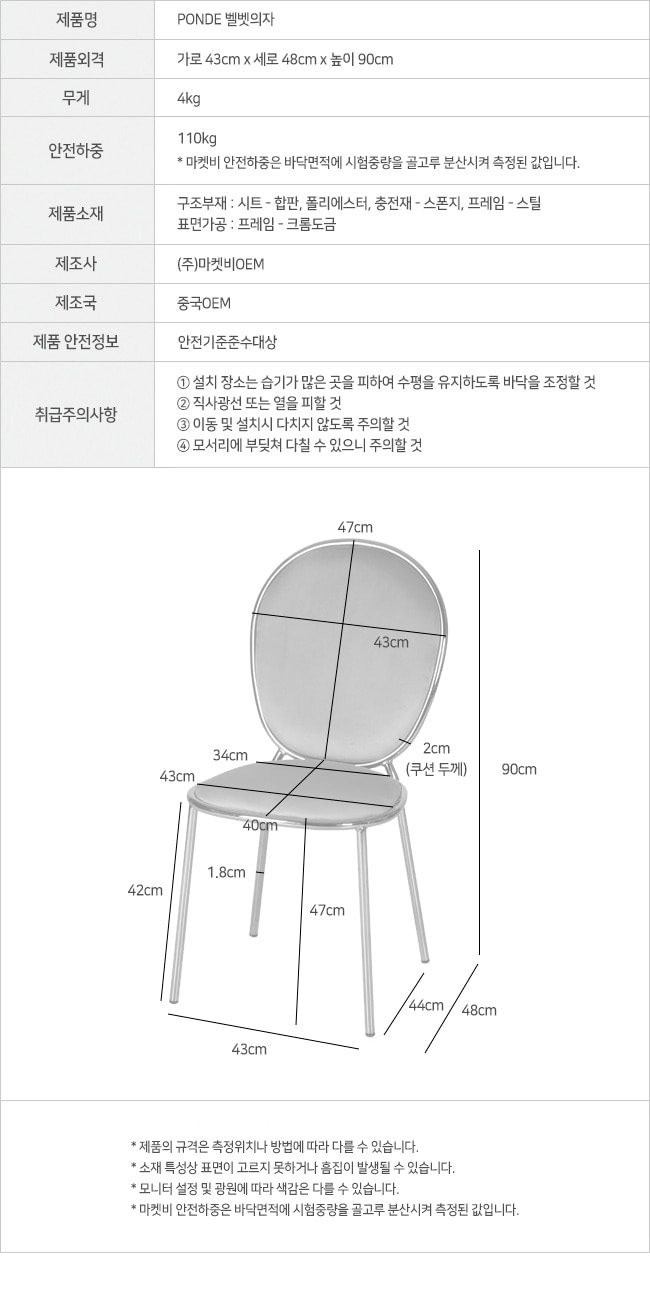 제품명
PONDE 벨벳의자
제품외격
가로 43cm x 세로 48cm x 높이 90cm
무게
4kg
안전하중
110kg
* 마켓비 안전하중은 바닥면적에 시험중량을 골고루 분산시켜 측정된 값입니다.
제품소재
구조부재 : 시트 - 합판, 폴리에스터, 충전재 - 스폰지, 프레임 - 스틸
표면가공 : 프레임 - 크롬도금
제조사
(주)마켓비OEM
제조국
중국OEM
제품 안전정보
안전기준준수대상
취급주의사항
① 설치 장소는 습기가 많은 곳을 피하여 수평을 유지하도록 바닥을 조정할 것
② 직사광선 또는 열을 피할 것
③ 이동 및 설치시 다치지 않도록 주의할 것
④ 모서리에 부딪쳐 다칠 수 있으니 주의할 것
47cm
43cm
2cm
(쿠션 두께)
34cm
43cm
90cm
40cm
1.8cm
42cm
47cm
44cm
48cm
43cm
* 제품의 규격은 측정위치나 방법에 따라 다를 수 있습니다.
* 소재 특성상 표면이 고르지 못하거나 흠집이 발생될 수 있습니다.
* 모니터 설정 및 광원에 따라 색감은 다를 수 있습니다.
* 마켓비 안전하중은 바닥면적에 시험중량을 골고루 분산시켜 측정된 값입니다.